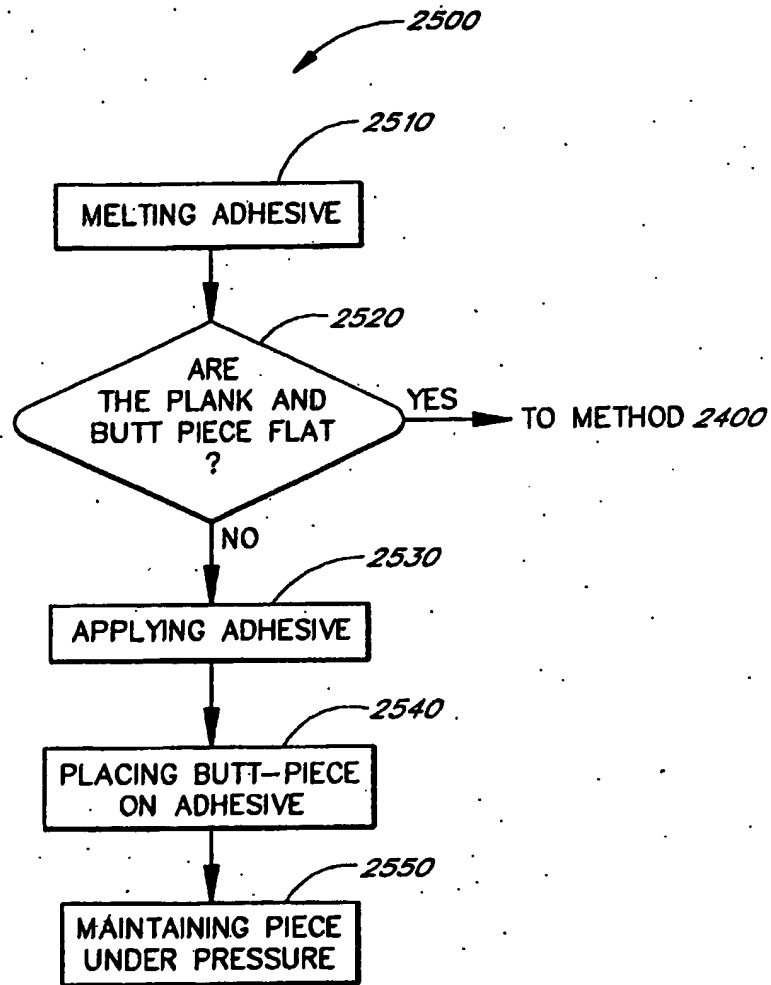 2500
2510
MELTING ADHESIVE
2520
ARE
THE PLANK AND
BUTT PIECE FLAT
?
YES
TO METHOD 2400
NO
2530
APPLYING ADHESIVE
2540
PLACING BUTT-PIECE
ON ADHESIVE
2550
MAINTAINING PIECE
UNDER PRESSURE